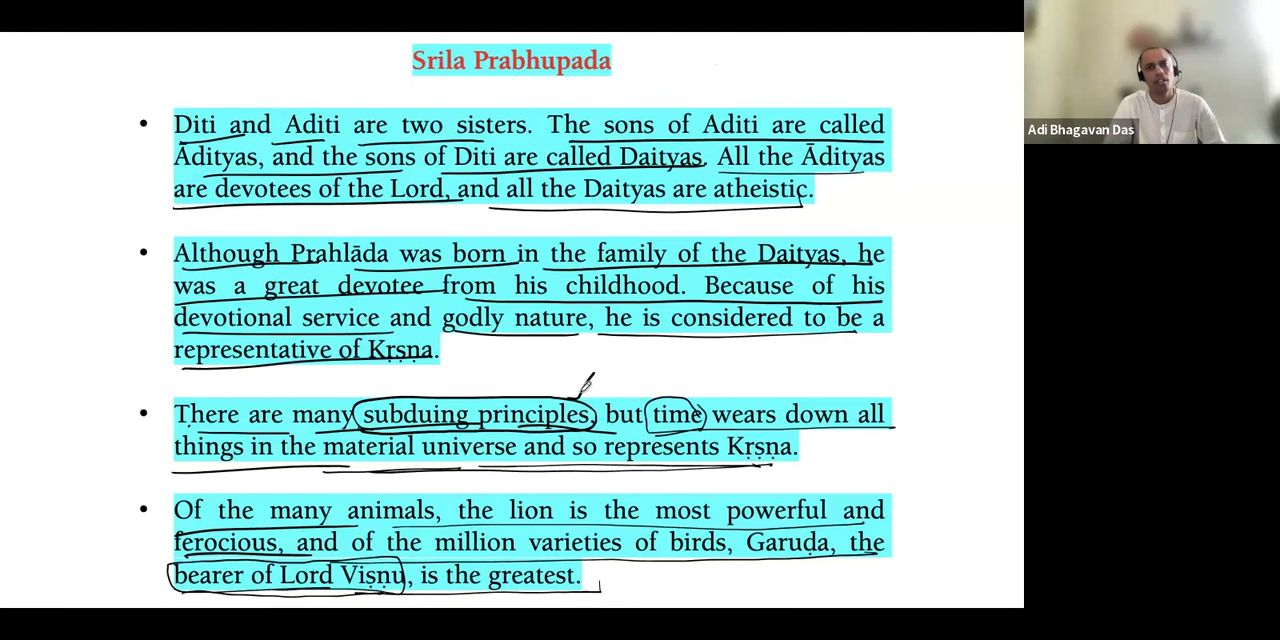 Srila Prabhupada
• Diti and Aditi are two sisters. The sons of Aditi are called
Ādityas, and the sons of Diti are called Daityas. All the Ādityas
are devotees of the Lord, and all the Daityas are atheistic.
• Although Prahlāda was born in the family of the Daityas, he
was a great devotee from his childhood. Because of his
devotional service and godly nature, he is considered to be a
representative of Kṛṣṇa.
• There are many subduing principles, but time wears down all
things in the material universe and so represents Kṛṣṇa.
• Of the many animals, the lion is the most powerful and
ferocious, and of the million varieties of birds, Garuḍa, the
bearer of Lord Viṣṇu, is the greatest.
Adi Bhagavan Das